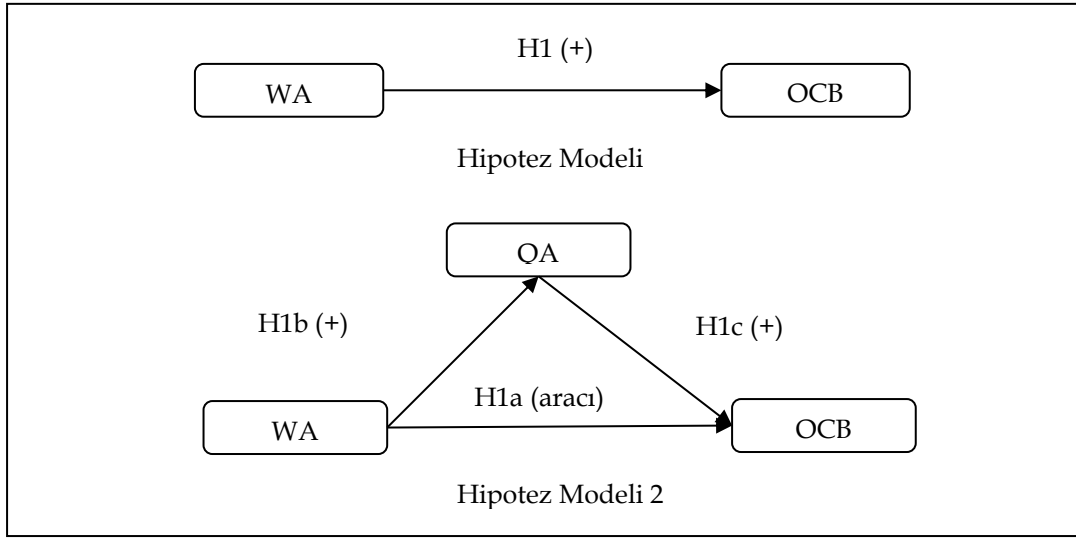 H1 (+)
WA
OCB
Hipotez Modeli
QA
H1b (+)
H1c (+)
H1a (aracı)
WA
OCB
Hipotez Modeli 2